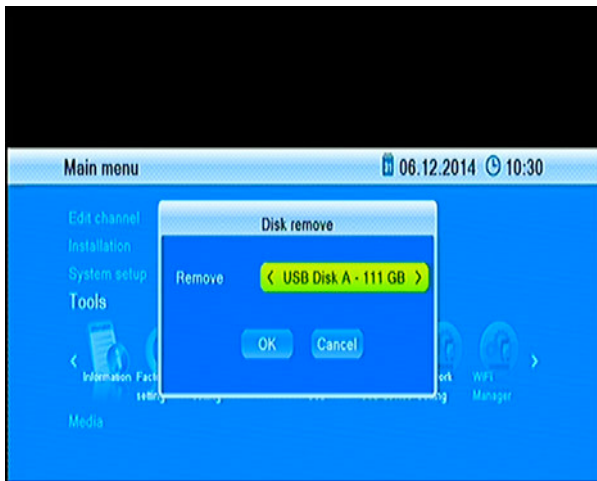 Main menu
06.12.2014 10:30
Edit channel
Installation
System setup
Tools
Disk remove
Remove
< USB Disk A - 111 GB >
OK Cancel
Information
WiFi
Manager
Media